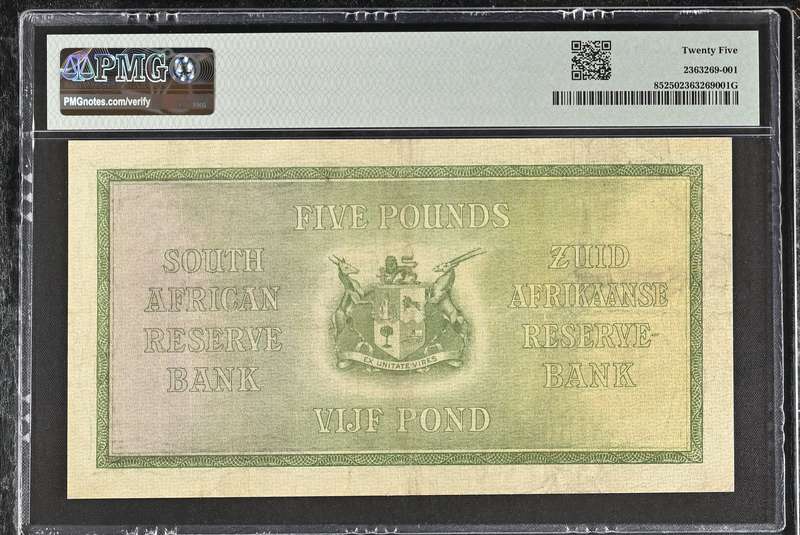 PMG
PMGnotes.com/verify
Twenty Five
2363269-001
852502363269001G
FIVE POUNDS
SOUTH
AFRICAN
RESERVE
BANK
ZUID
AFRIKAANSE
RESERVE-
BANK
EX UNITATE VIRES
VIJF POND